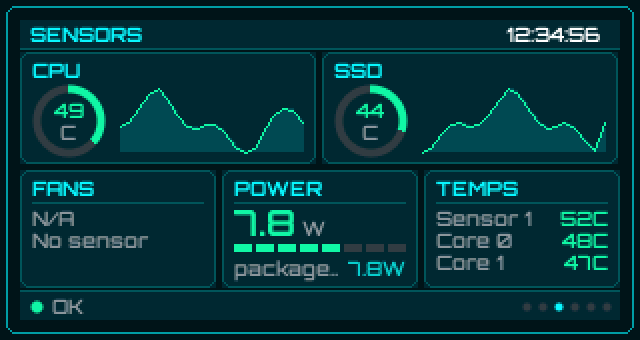 SENSORS 12:34:56
CPU
49
C
SSD
44
C
FANS
N/A
No sensor
POWER
7.8 W
package.. 7.8W
TEMPS
Sensor 1 52C
Core 0 48C
Core 1 47C
OK